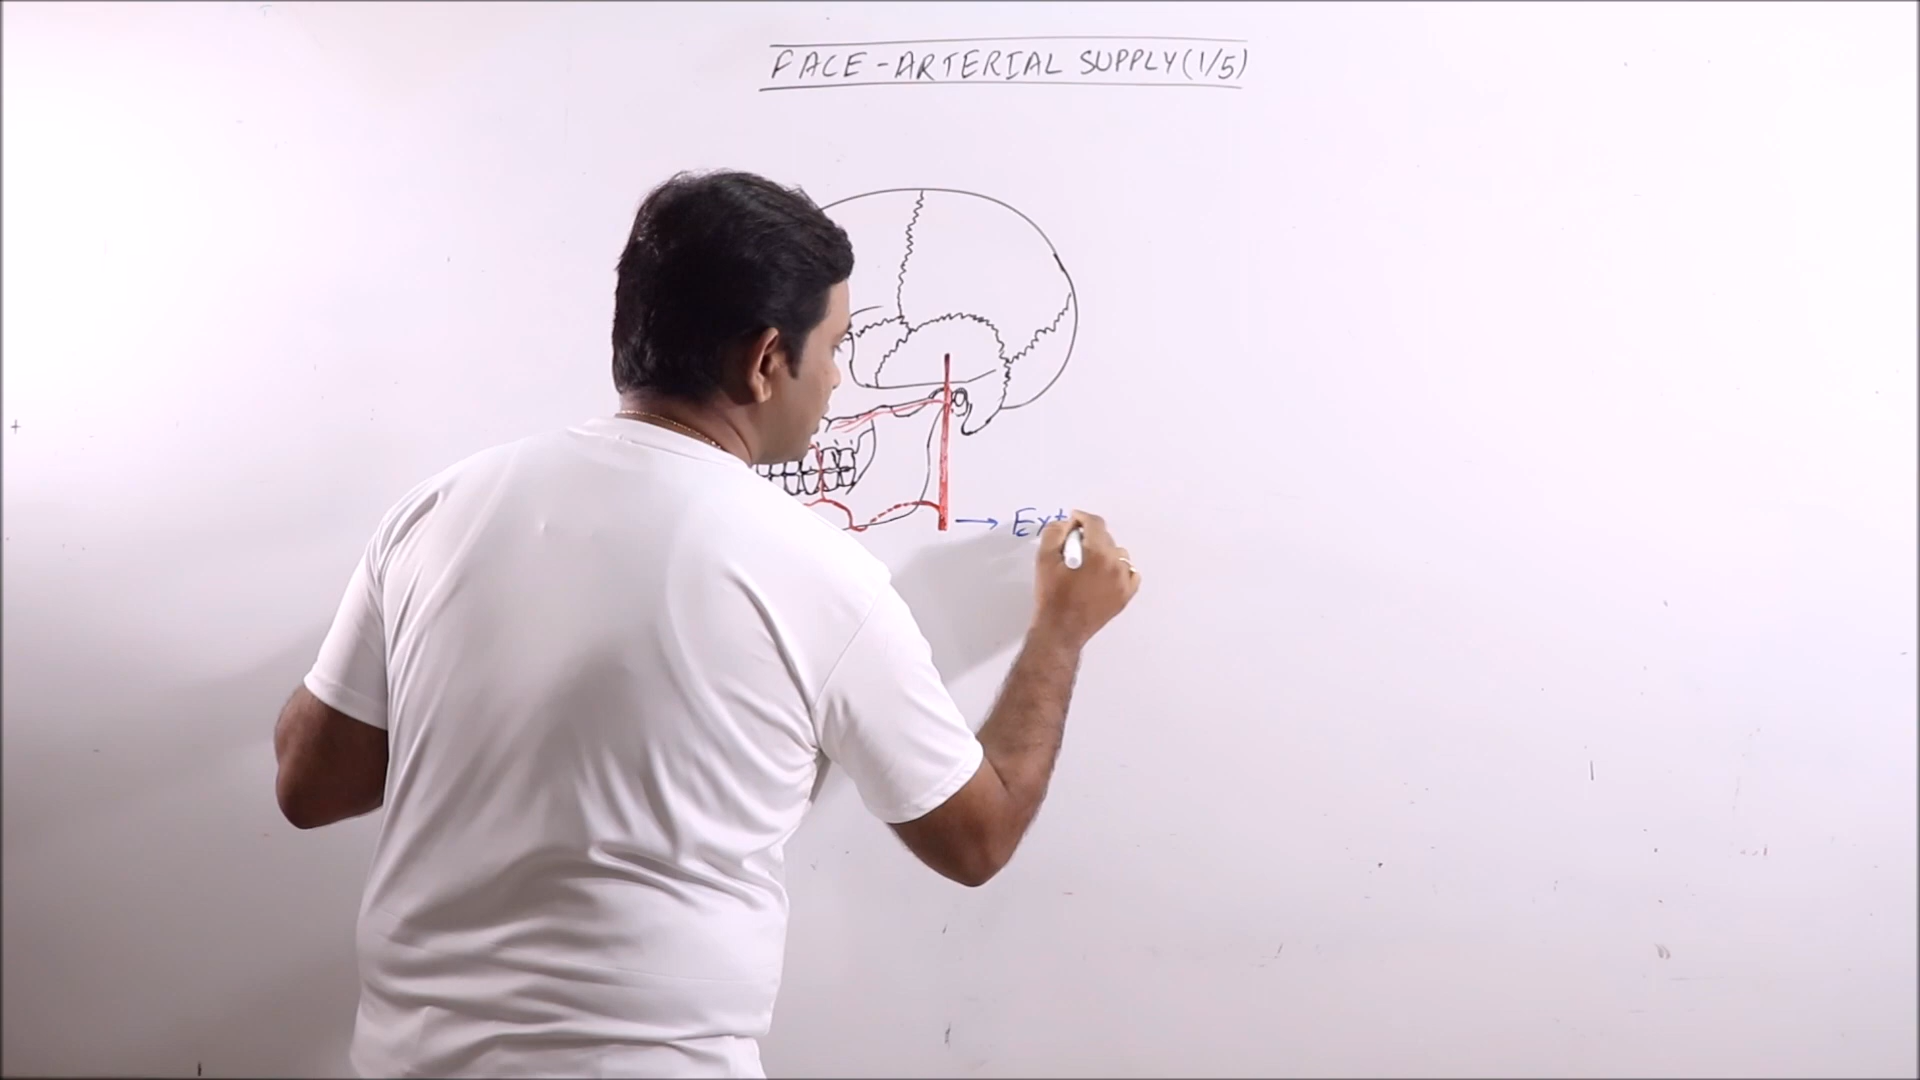 FACE-ARTERIAL SUPPLY(1/5)
→ Ext